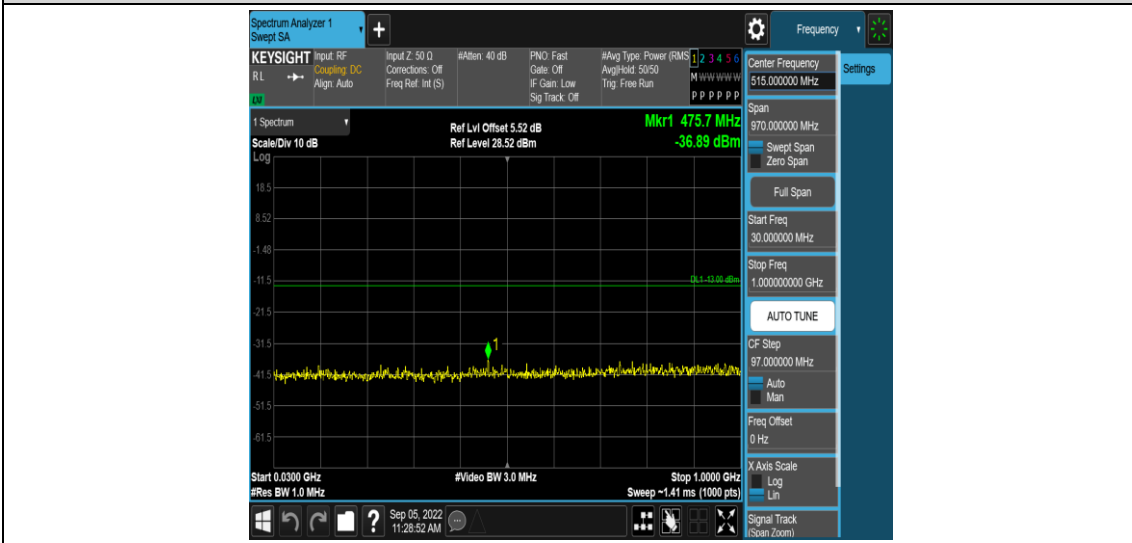 Spectrum Analyzer 1
Swept SA
+
Frequency
KEYSIGHT
RL
Input: RF
Coupling: DC
Align: Auto
Input Z: 50 Ω
Corrections: Off
Freq Ref: Int (S)
#Atten: 40 dB
PNO: Fast
Gate: Off
IF Gain: Low
Sig Track: Off
#Avg Type: Power (RMS
Avg|Hold: 50/50
Trig: Free Run
1 2 3 4 5 6
M W W W W W
P P P P P P
1 Spectrum
Scale/Div 10 dB
Log
Ref Lvl Offset 5.52 dB
Ref Level 28.52 dBm
Mkr1 475.7 MHz
-36.89 dBm
18.5
8.52
-1.48
-11.5
-21.5
-31.5
-41.5
-51.5
-61.5
DL1 -13.00 dBm
1
Start 0.0300 GHz
#Res BW 1.0 MHz
#Video BW 3.0 MHz
Stop 1.0000 GHz
Sweep ~1.41 ms (1000 pts)
?
Sep 05, 2022
11:28:52 AM
Center Frequency
515.000000 MHz
Settings
Span
970.000000 MHz
Swept Span
Zero Span
Full Span
Start Freq
30.000000 MHz
Stop Freq
1.000000000 GHz
AUTO TUNE
CF Step
97.000000 MHz
Auto
Man
Freq Offset
0 Hz
X Axis Scale
Log
Lin
Signal Track
(Span Zoom)